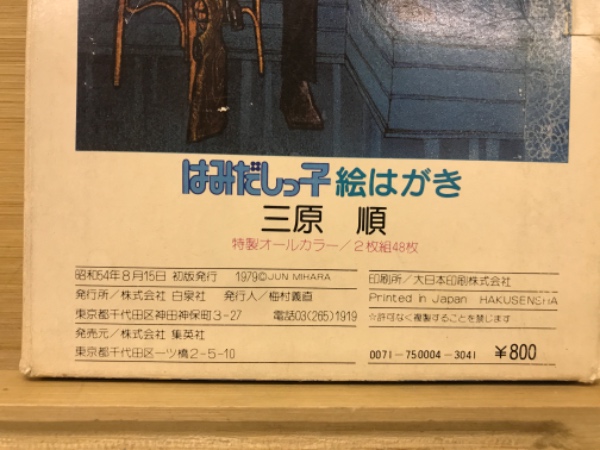 はみだしっ子 絵はがき
三原 順
特製オールカラー/2枚組48枚
昭和54年8月15日 初版発行 1979©JUN MIHARA
発行所/株式会社 白泉社 発行人/梅村義直
東京都千代田区神田神保町3-27 電話03(265)1919
発売元/株式会社 集英社
東京都千代田区一ツ橋2-5-10
印刷所/大日本印刷株式会社
Printed in Japan HAKUSENSHA
☆許可なく複製することを禁じます
0071-750004-3041 ¥800